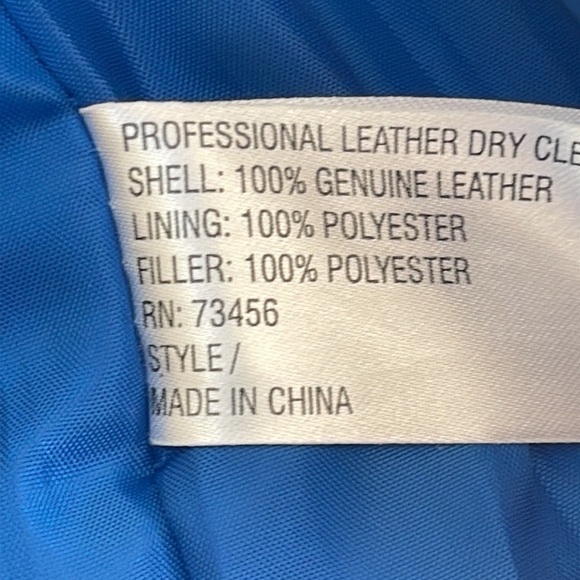 PROFESSIONAL LEATHER DRY CLE
SHELL: 100% GENUINE LEATHER
LINING: 100% POLYESTER
FILLER: 100% POLYESTER
RN: 73456
STYLE /
MADE IN CHINA